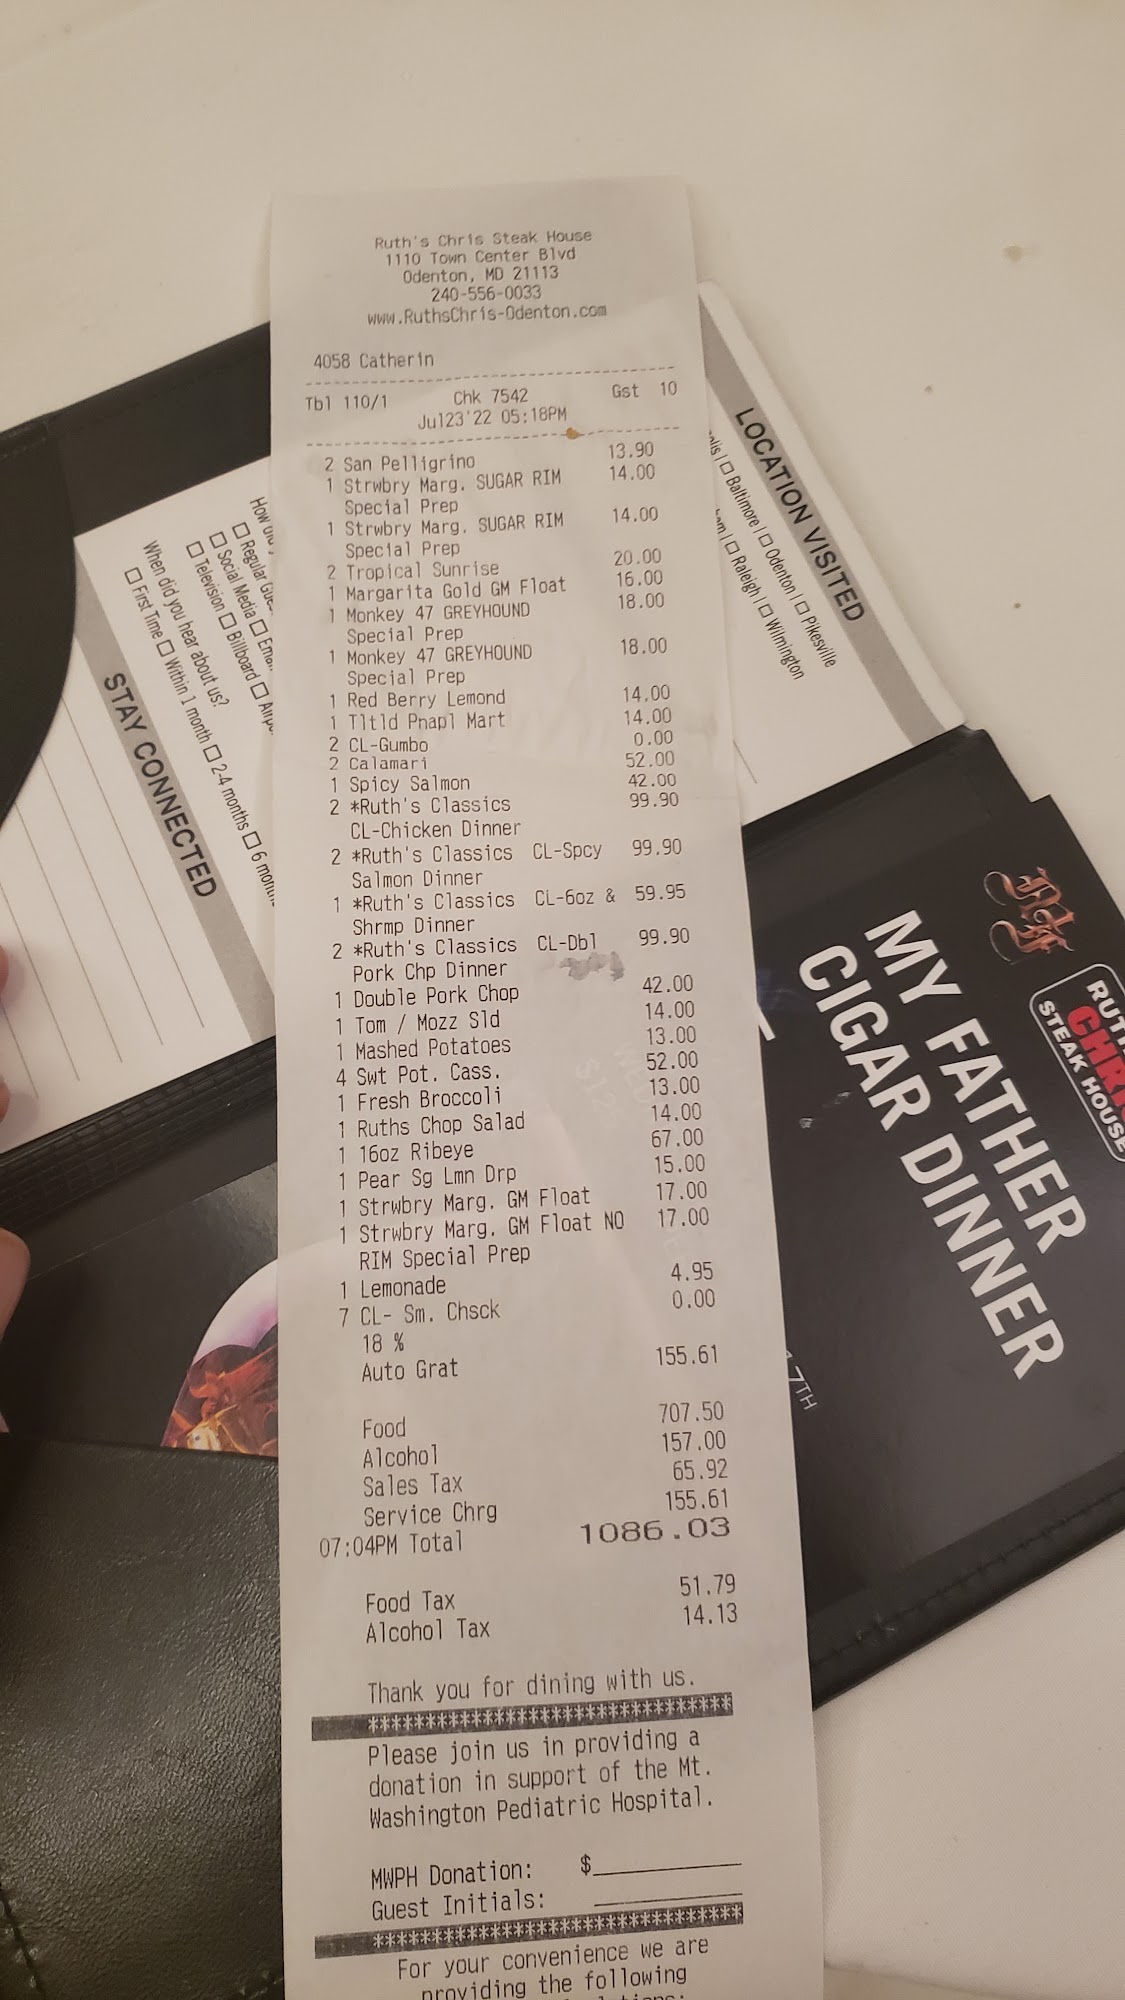 Ruth's Chris Steak House
1110 Town Center Blvd
Odenton, MD 21113
240-556-0033
www.RuthsChris-Odenton.com
4058 Catherin
Tbl 110/1 Chk 7542 Gst 10
Jul23'22 05:18PM
2 San Pelligrino 13.90
1 Strwbry Marg. SUGAR RIM 14.00
Special Prep
1 Strwbry Marg. SUGAR RIM 14.00
Special Prep
2 Tropical Sunrise 20.00
1 Margarita Gold GM Float 16.00
1 Monkey 47 GREYHOUND 18.00
Special Prep
1 Monkey 47 GREYHOUND 18.00
Special Prep
1 Red Berry Lemond 14.00
1 Tltld Pnapl Mart 14.00
2 CL-Gumbo 0.00
2 Calamari 52.00
1 Spicy Salmon 42.00
2 *Ruth's Classics 99.90
CL-Chicken Dinner
2 *Ruth's Classics CL-Spcy 99.90
Salmon Dinner
1 *Ruth's Classics CL-6oz & 59.95
Shrmp Dinner
2 *Ruth's Classics CL-Dbl 99.90
Pork Chp Dinner
1 Double Pork Chop 42.00
1 Tom / Mozz Sld 14.00
1 Mashed Potatoes 13.00
4 Swt Pot. Cass. 52.00
1 Fresh Broccoli 13.00
1 Ruths Chop Salad 14.00
1 16oz Ribeye 67.00
1 Pear Sg Lmn Drp 15.00
1 Strwbry Marg. GM Float 17.00
1 Strwbry Marg. GM Float NO 17.00
RIM Special Prep
1 Lemonade 4.95
7 CL- Sm. Chsck 0.00
18 %
Auto Grat 155.61
Food 707.50
Alcohol 157.00
Sales Tax 65.92
Service Chrg 155.61
07:04PM Total 1086.03
Food Tax 51.79
Alcohol Tax 14.13
Thank you for dining with us.
*******************************
Please join us in providing a
donation in support of the Mt.
Washington Pediatric Hospital.
MWPH Donation: $
Guest Initials:
*******************************
For your convenience we are
providing the following
LOCATION VISITED
☐ Baltimore | ☐ Odenton | ☐ Pikesville
☐ Raleigh | ☐ Wilmington
How
☐ Regular
☐ Social Media ☐
☐ Television ☐ Billboard ☐
When did you hear about us?
☐ First Time ☐ Within 1 month ☐ 2-4 months ☐ 6
STAY CONNECTED
MY FATHER
CIGAR DINNER
STEAK HOUSE
17TH